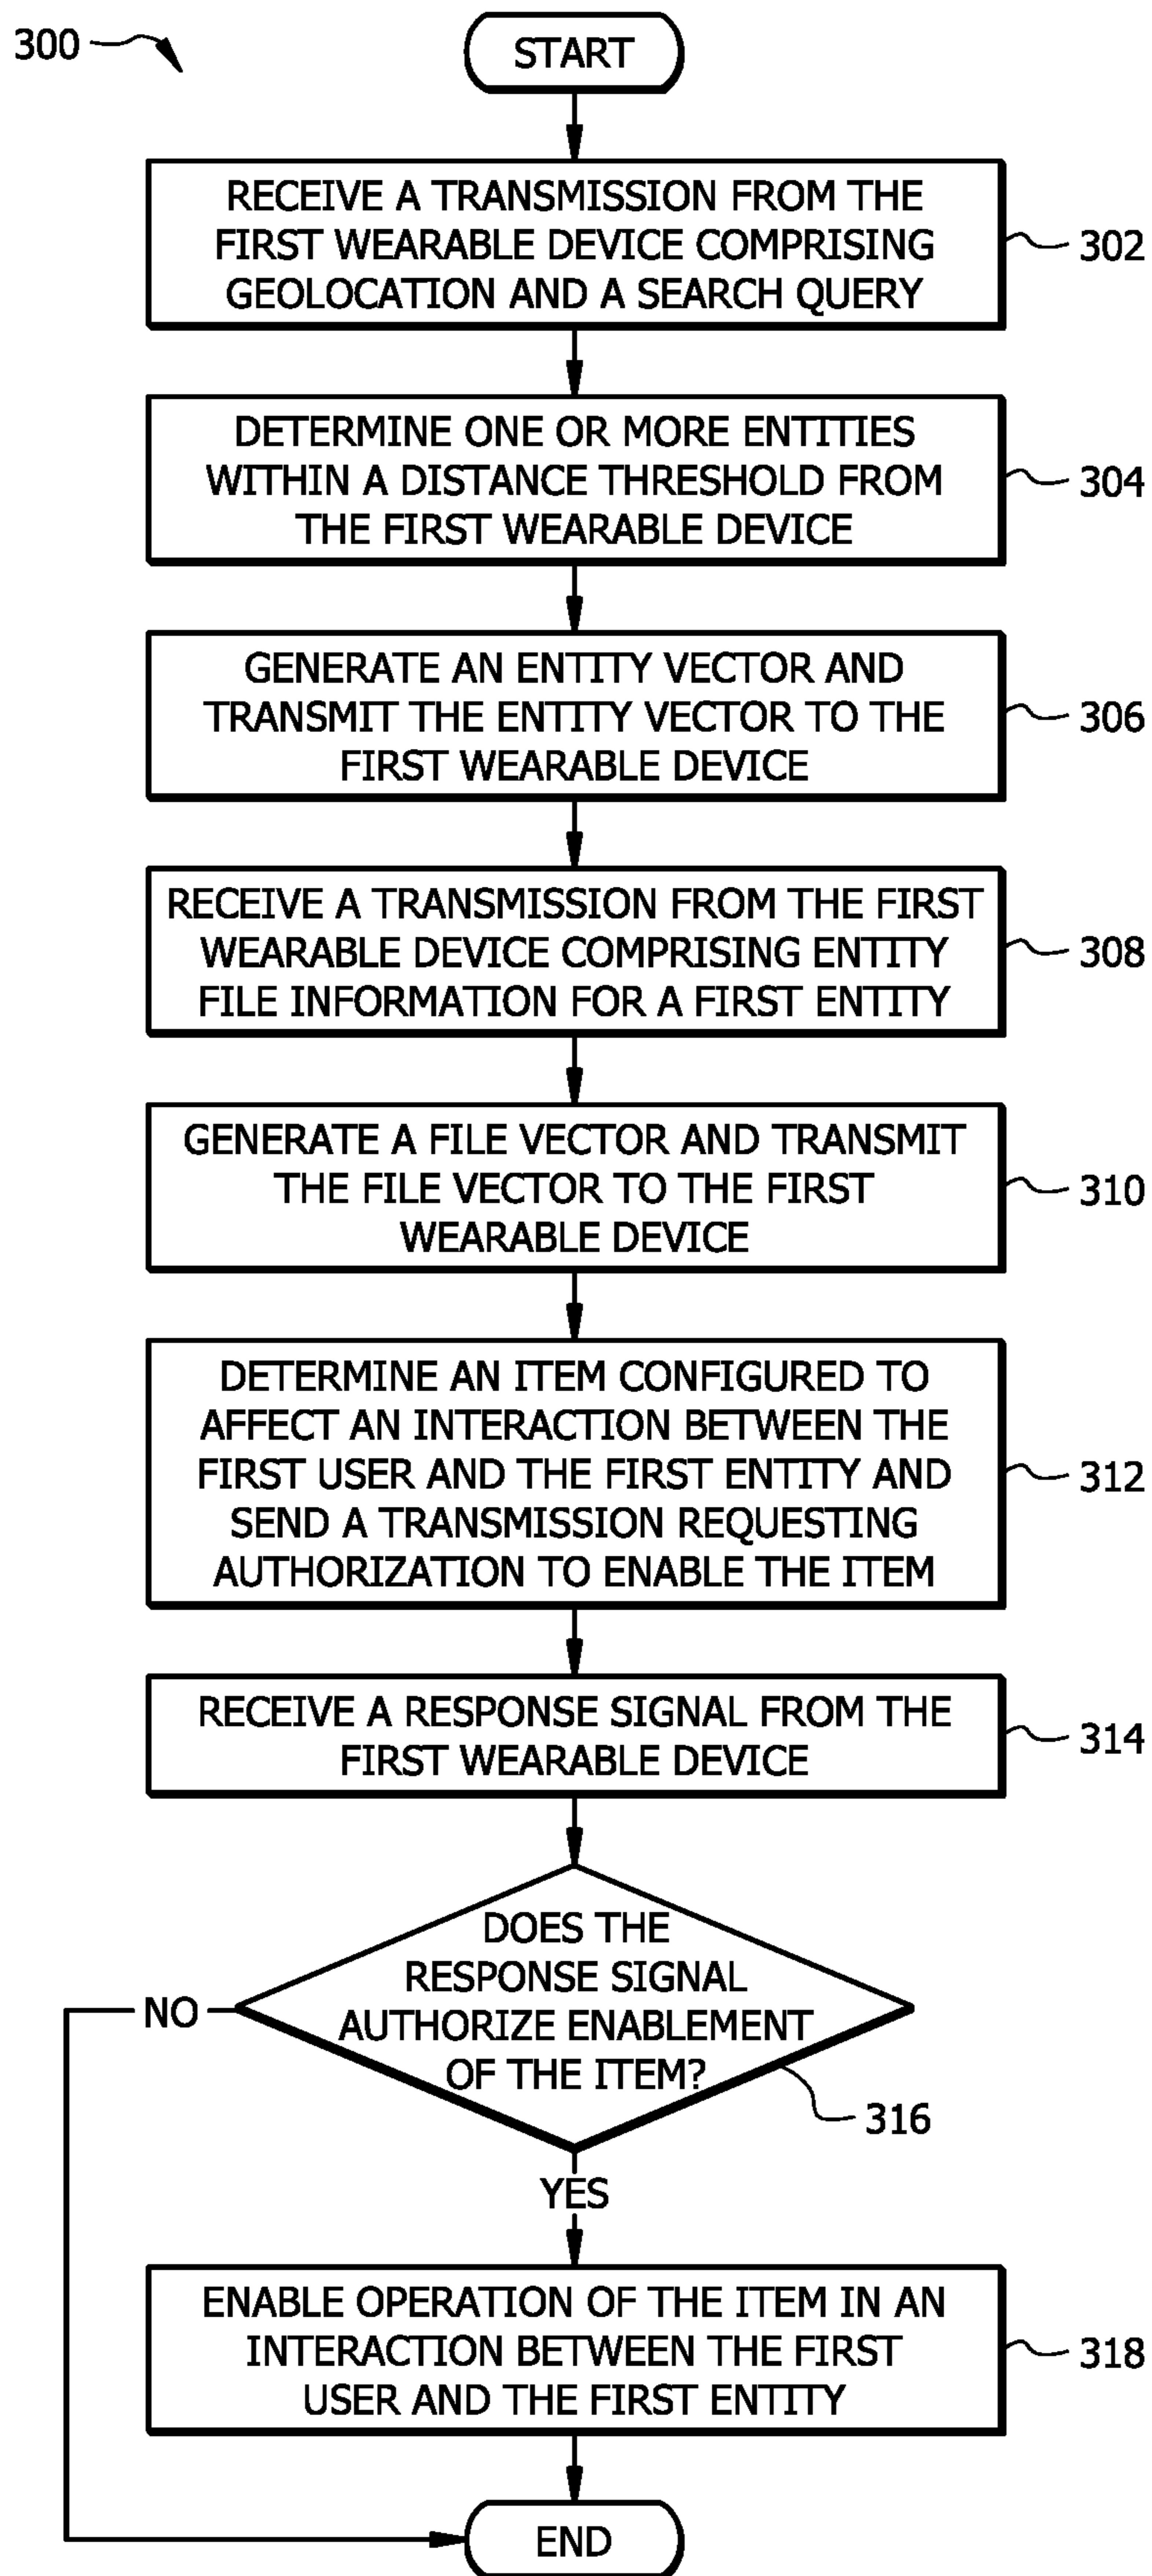 300
START
RECEIVE A TRANSMISSION FROM THE
FIRST WEARABLE DEVICE COMPRISING
GEOLOCATION AND A SEARCH QUERY
302
DETERMINE ONE OR MORE ENTITIES
WITHIN A DISTANCE THRESHOLD FROM
THE FIRST WEARABLE DEVICE
304
GENERATE AN ENTITY VECTOR AND
TRANSMIT THE ENTITY VECTOR TO THE
FIRST WEARABLE DEVICE
306
RECEIVE A TRANSMISSION FROM THE FIRST
WEARABLE DEVICE COMPRISING ENTITY
FILE INFORMATION FOR A FIRST ENTITY
308
GENERATE A FILE VECTOR AND TRANSMIT
THE FILE VECTOR TO THE FIRST
WEARABLE DEVICE
310
DETERMINE AN ITEM CONFIGURED TO
AFFECT AN INTERACTION BETWEEN THE
FIRST USER AND THE FIRST ENTITY AND
SEND A TRANSMISSION REQUESTING
AUTHORIZATION TO ENABLE THE ITEM
312
RECEIVE A RESPONSE SIGNAL FROM THE
FIRST WEARABLE DEVICE
314
DOES THE
RESPONSE SIGNAL
AUTHORIZE ENABLEMENT
OF THE ITEM?
NO
316
YES
ENABLE OPERATION OF THE ITEM IN AN
INTERACTION BETWEEN THE FIRST
USER AND THE FIRST ENTITY
318
END